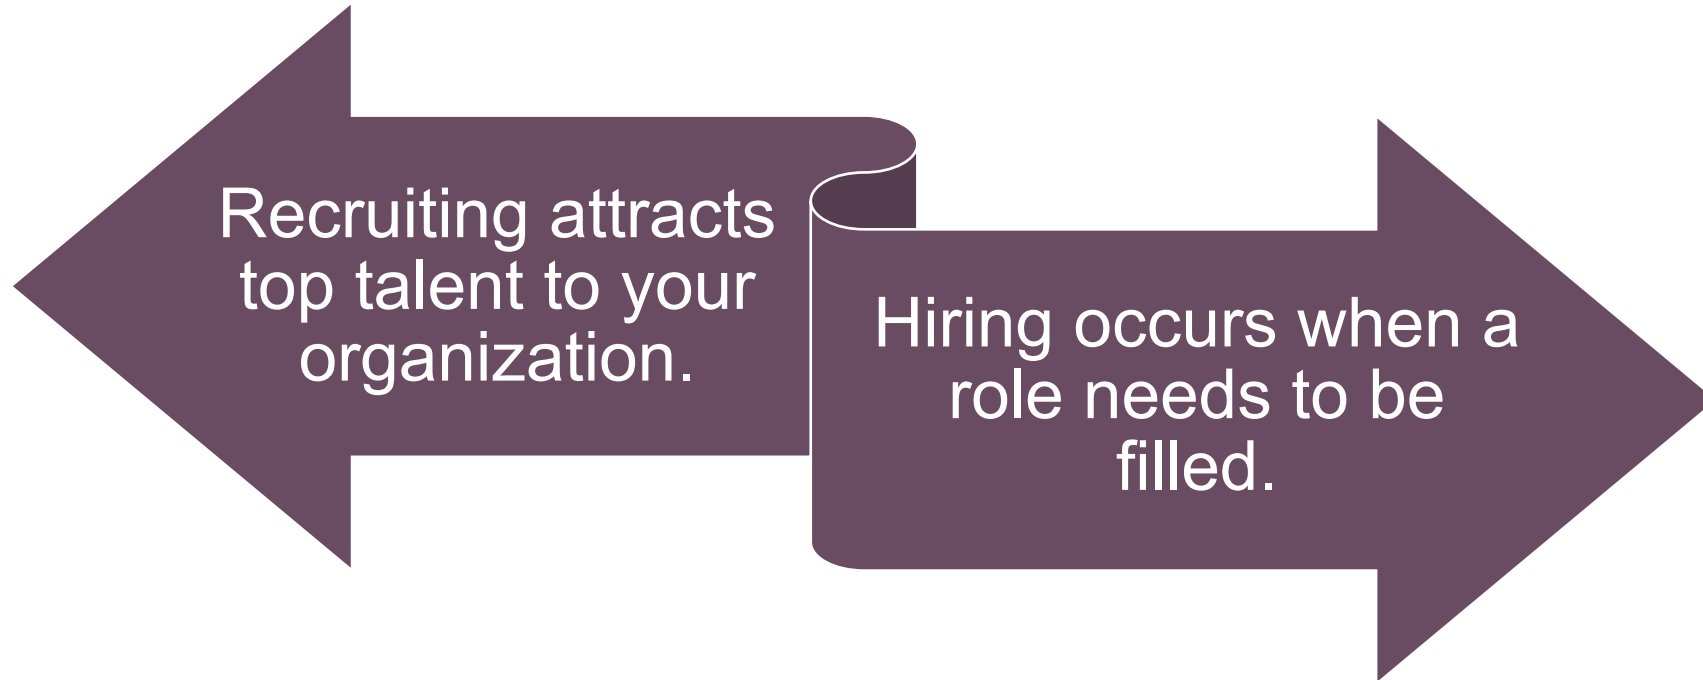 Recruiting attracts
top talent to your
organization.
Hiring occurs when a
role needs to be
filled.